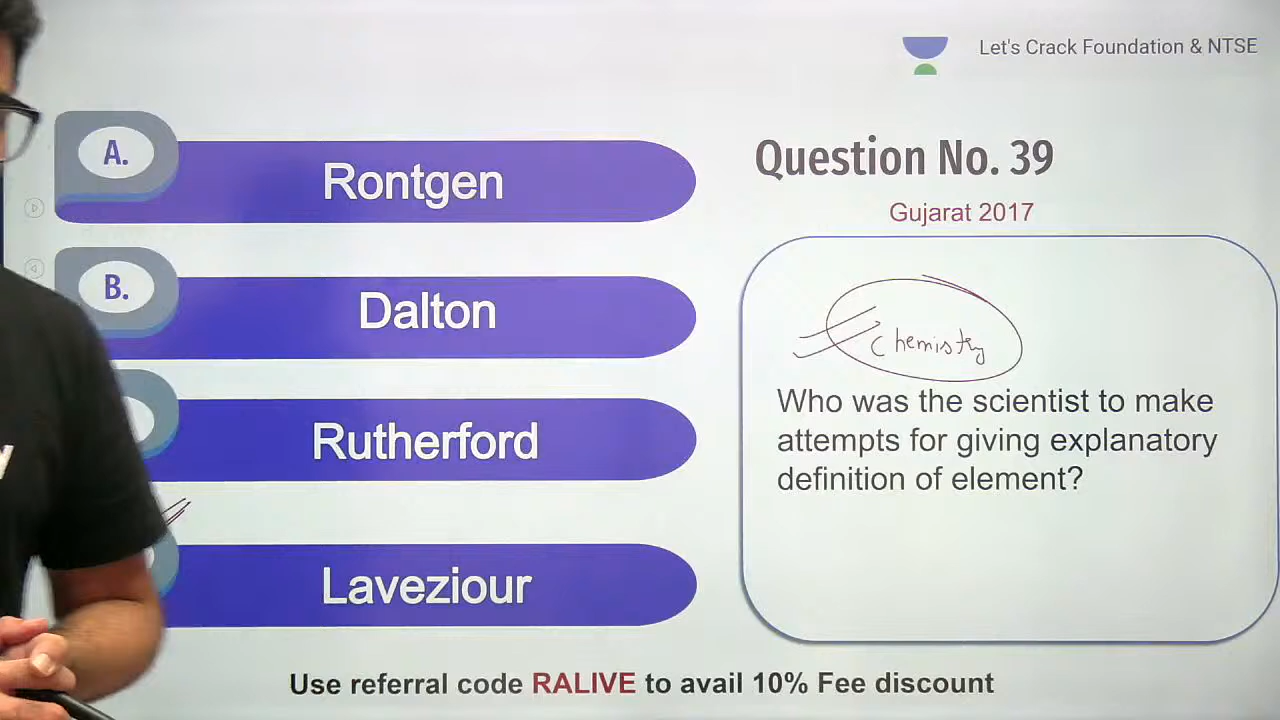 Let's Crack Foundation & NTSE
A.
Rontgen
B.
Dalton
Rutherford
Laveziour
Question No. 39
Gujarat 2017
Chemistry
Who was the scientist to make
attempts for giving explanatory
definition of element?
Use referral code RALIVE to avail 10% Fee discount